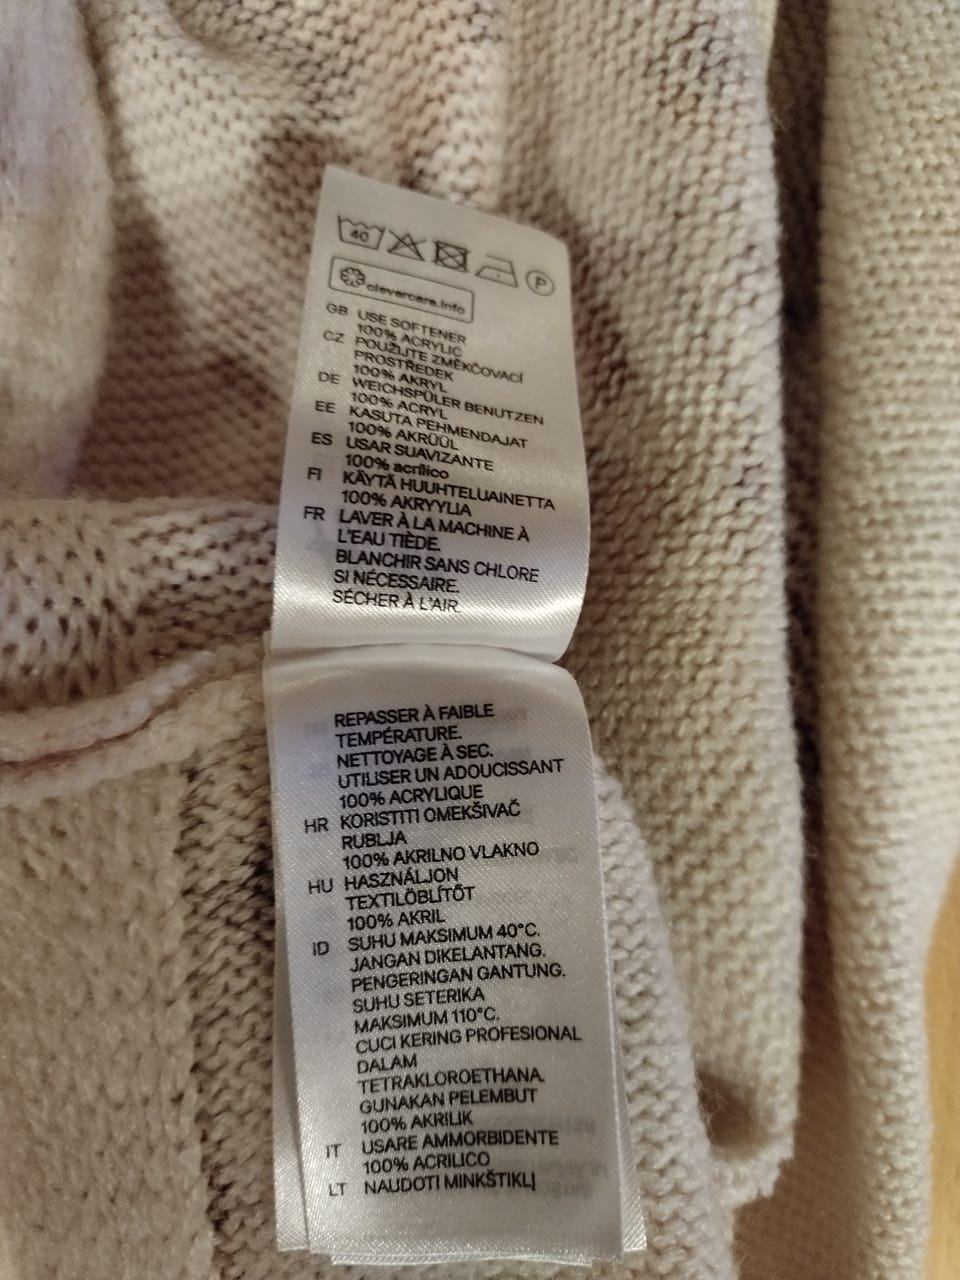 40
P
clevercare.info
GB USE SOFTENER
100% ACRYLIC
CZ POUŽIJTE ZMĚKČOVACÍ
PROSTŘEDEK
100% AKRYL
DE WEICHSPÜLER BENUTZEN
100% ACRYL
EE KASUTA PEHMENDAJAT
100% AKRÜÜL
ES USAR SUAVIZANTE
100% acrílico
FI KÄYTÄ HUUHTELUAINETTA
100% AKRYYLIA
FR LAVER À LA MACHINE À
L'EAU TIÈDE.
BLANCHIR SANS CHLORE
SI NÉCESSAIRE.
SÉCHER À L'AIR.
REPASSER À FAIBLE
TEMPÉRATURE.
NETTOYAGE À SEC.
UTILISER UN ADOUCISSANT
100% ACRYLIQUE
HR KORISTITI OMEKŠIVAČ
RUBLJA
100% AKRILNO VLAKNO
HU HASZNÁLJON
TEXTILÖBLÍTŐT
100% AKRIL
ID SUHU MAKSIMUM 40°C.
JANGAN DIKELANTANG.
PENGERINGAN GANTUNG.
SUHU SETERIKA
MAKSIMUM 110°C.
CUCI KERING PROFESIONAL
DALAM
TETRAKLOROETHANA.
GUNAKAN PELEMBUT
100% AKRILIK
IT USARE AMMORBIDENTE
100% ACRILICO
LT NAUDOTI MINKŠTIKLĮ